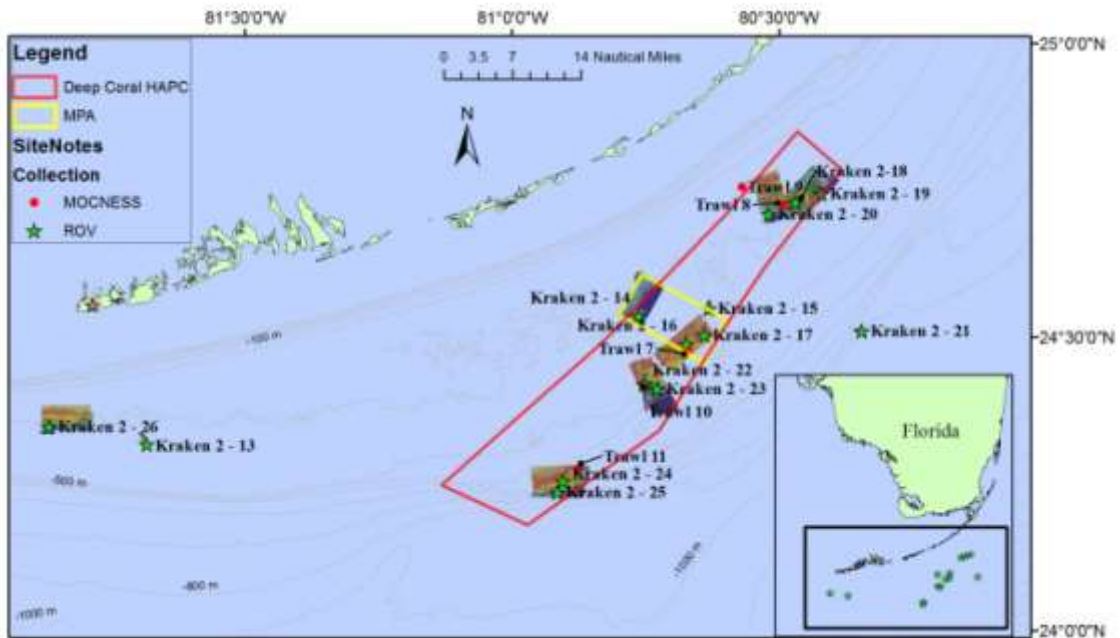 81°30'0"W
81°0'0"W
80°30'0"W
25°0'0"N
Legend
Deep Coral HAPC
MPA
SiteNotes
Collection
MOCNESS
ROV
0 3.5 7 14 Nautical Miles
N
Kraken 2-18
Trawl 9
Kraken 2 - 19
Trawl 8
Kraken 2 - 20
Kraken 2 - 14
Kraken 2 - 15
Kraken 2 - 16
Kraken 2 - 17
Kraken 2 - 21
24°30'0"N
Trawl 7
-100 m
Kraken 2 - 22
Kraken 2 - 23
Trawl 10
Kraken 2 - 26
Kraken 2 - 13
Trawl 11
Kraken 2 - 24
Kraken 2 - 25
-500 m
-1000 m
-800 m
-1000 m
Florida
24°0'0"N